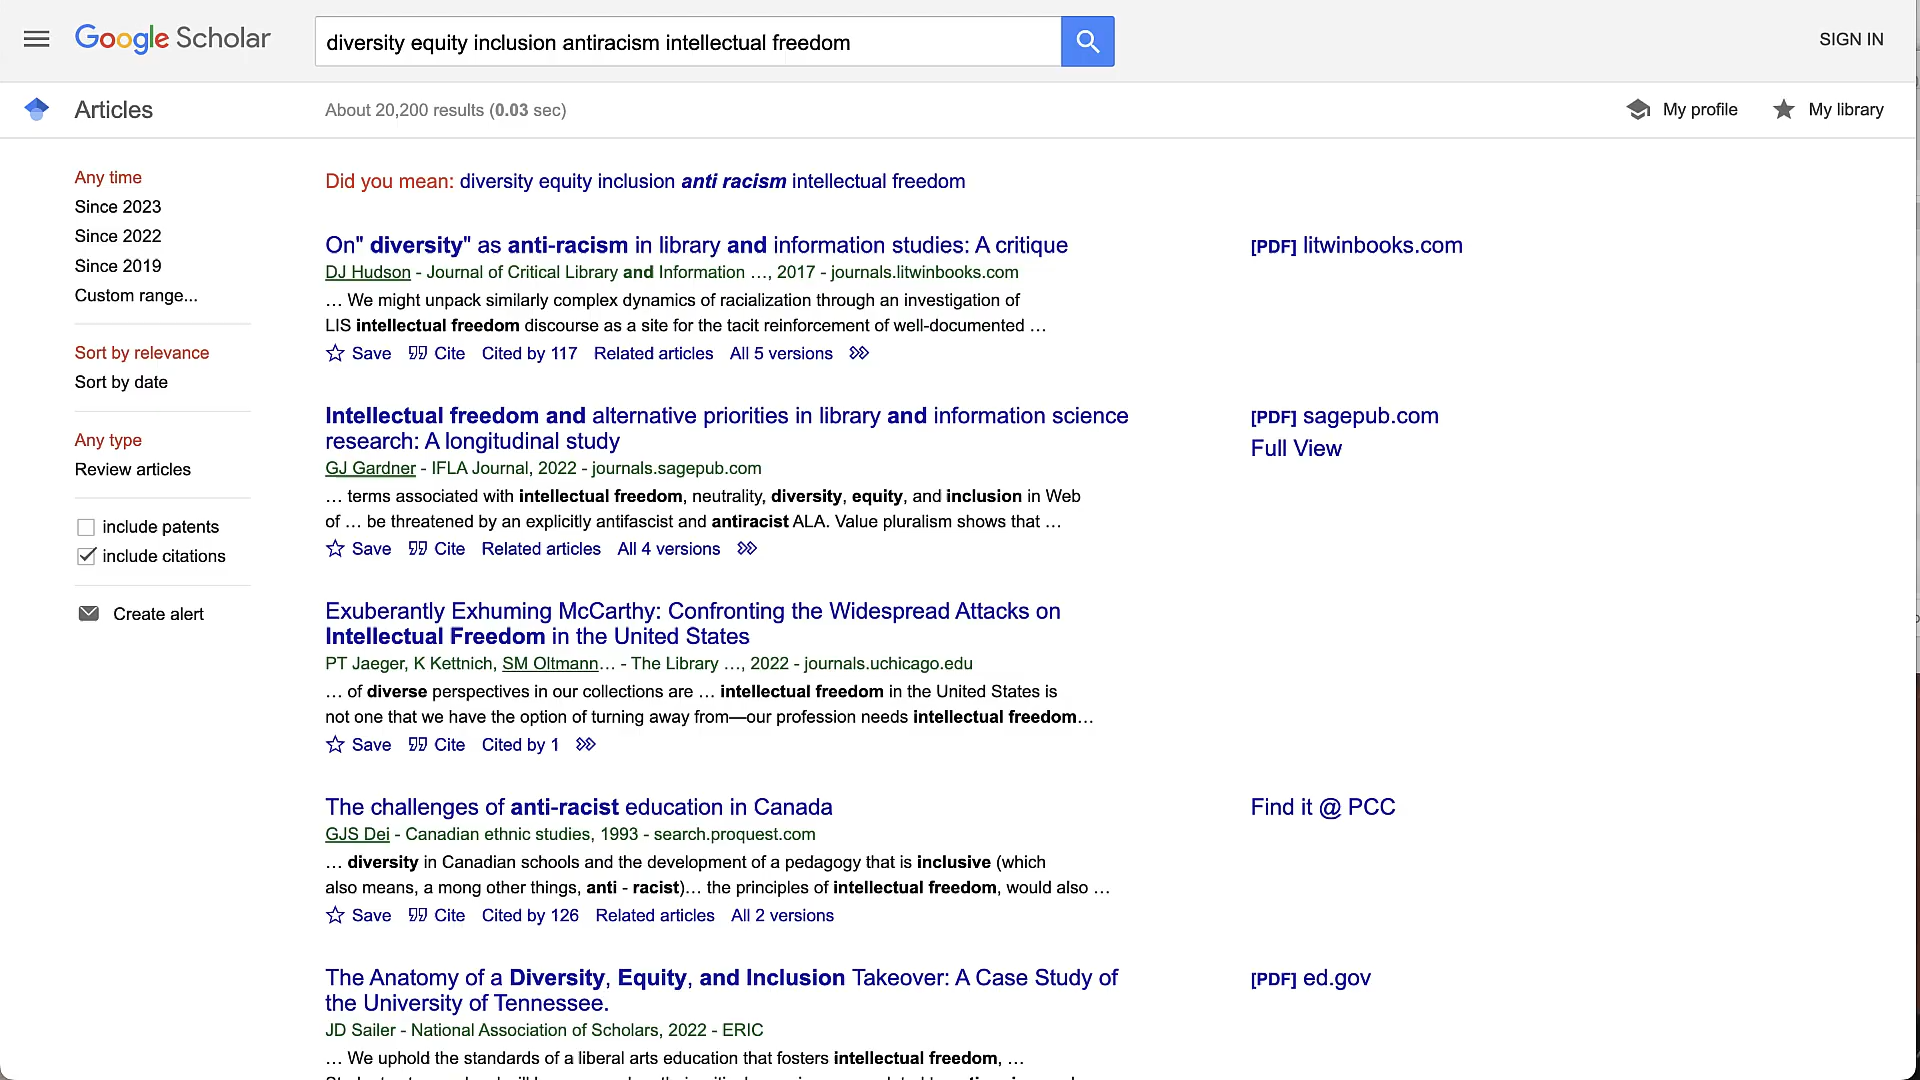 Google Scholar
diversity equity inclusion antiracism intellectual freedom
SIGN IN
Articles
About 20,200 results (0.03 sec)
My profile
My library
Any time
Since 2023
Since 2022
Since 2019
Custom range...
Sort by relevance
Sort by date
Any type
Review articles
include patents
include citations
Create alert
Did you mean: diversity equity inclusion anti racism intellectual freedom
On" diversity" as anti-racism in library and information studies: A critique
DJ Hudson - Journal of Critical Library and Information …, 2017 - journals.litwinbooks.com
… We might unpack similarly complex dynamics of racialization through an investigation of
LIS intellectual freedom discourse as a site for the tacit reinforcement of well-documented …
Save Cite Cited by 117 Related articles All 5 versions
[PDF] litwinbooks.com
Intellectual freedom and alternative priorities in library and information science
research: A longitudinal study
GJ Gardner - IFLA Journal, 2022 - journals.sagepub.com
… terms associated with intellectual freedom, neutrality, diversity, equity, and inclusion in Web
of … be threatened by an explicitly antifascist and antiracist ALA. Value pluralism shows that …
Save Cite Related articles All 4 versions
[PDF] sagepub.com
Full View
Exuberantly Exhuming McCarthy: Confronting the Widespread Attacks on
Intellectual Freedom in the United States
PT Jaeger, K Kettnich, SM Oltmann… - The Library …, 2022 - journals.uchicago.edu
… of diverse perspectives in our collections are … intellectual freedom in the United States is
not one that we have the option of turning away from—our profession needs intellectual freedom…
Save Cite Cited by 1
The challenges of anti-racist education in Canada
GJS Dei - Canadian ethnic studies, 1993 - search.proquest.com
… diversity in Canadian schools and the development of a pedagogy that is inclusive (which
also means, a mong other things, anti - racist)… the principles of intellectual freedom, would also …
Save Cite Cited by 126 Related articles All 2 versions
Find it @ PCC
The Anatomy of a Diversity, Equity, and Inclusion Takeover: A Case Study of
the University of Tennessee.
JD Sailer - National Association of Scholars, 2022 - ERIC
… We uphold the standards of a liberal arts education that fosters intellectual freedom, …
[PDF] ed.gov